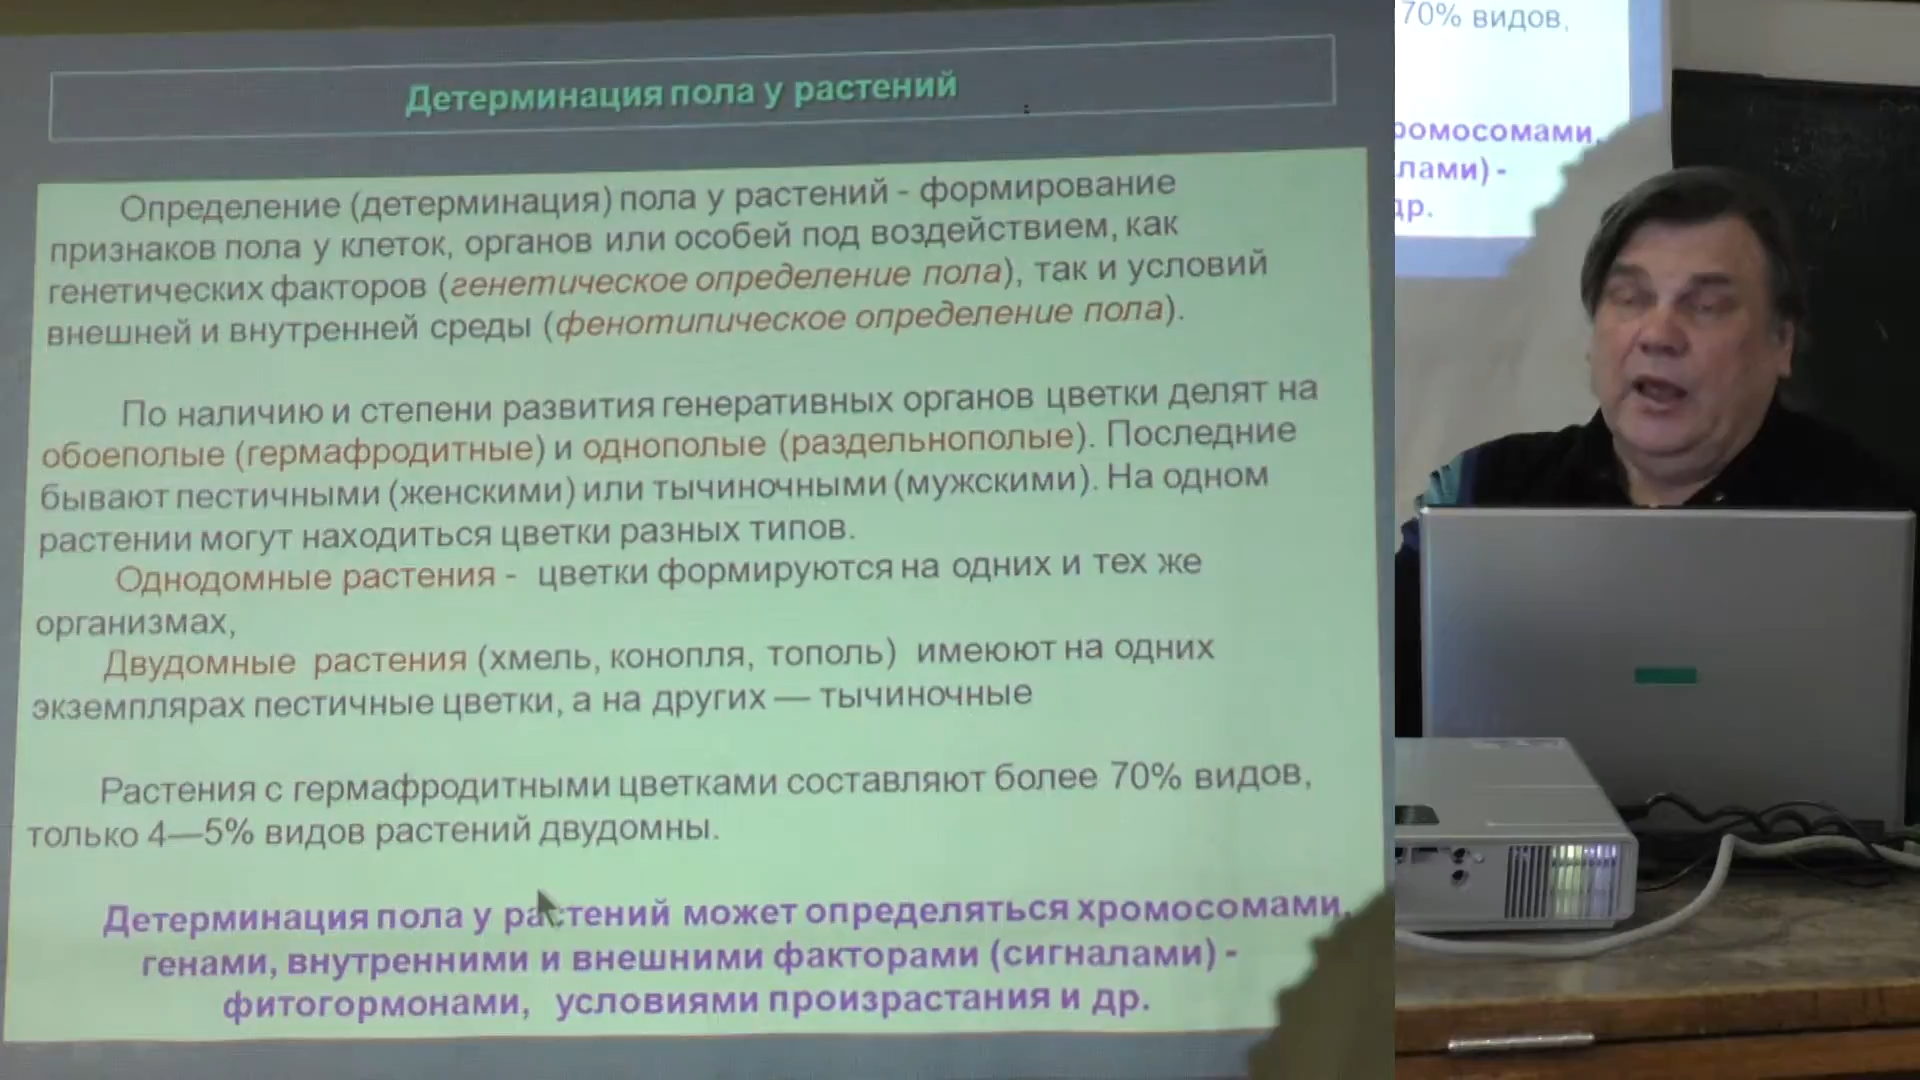 Детерминация пола у растений
Определение (детерминация) пола у растений - формирование
признаков пола у клеток, органов или особей под воздействием, как
генетических факторов (генетическое определение пола), так и условий
внешней и внутренней среды (фенотипическое определение пола).
По наличию и степени развития генеративных органов цветки делят на
обоеполые (гермафродитные) и однополые (раздельнополые). Последние
бывают пестичными (женскими) или тычиночными (мужскими). На одном
растении могут находиться цветки разных типов.
Однодомные растения - цветки формируются на одних и тех же
организмах,
Двудомные растения (хмель, конопля, тополь) имеюют на одних
экземплярах пестичные цветки, а на других — тычиночные
Растения с гермафродитными цветками составляют более 70% видов,
только 4—5% видов растений двудомны.
Детерминация пола у растений может определяться хромосомами,
генами, внутренними и внешними факторами (сигналами) -
фитогормонами, условиями произрастания и др.
70% видов,
ромосомами,
лами) -
др.